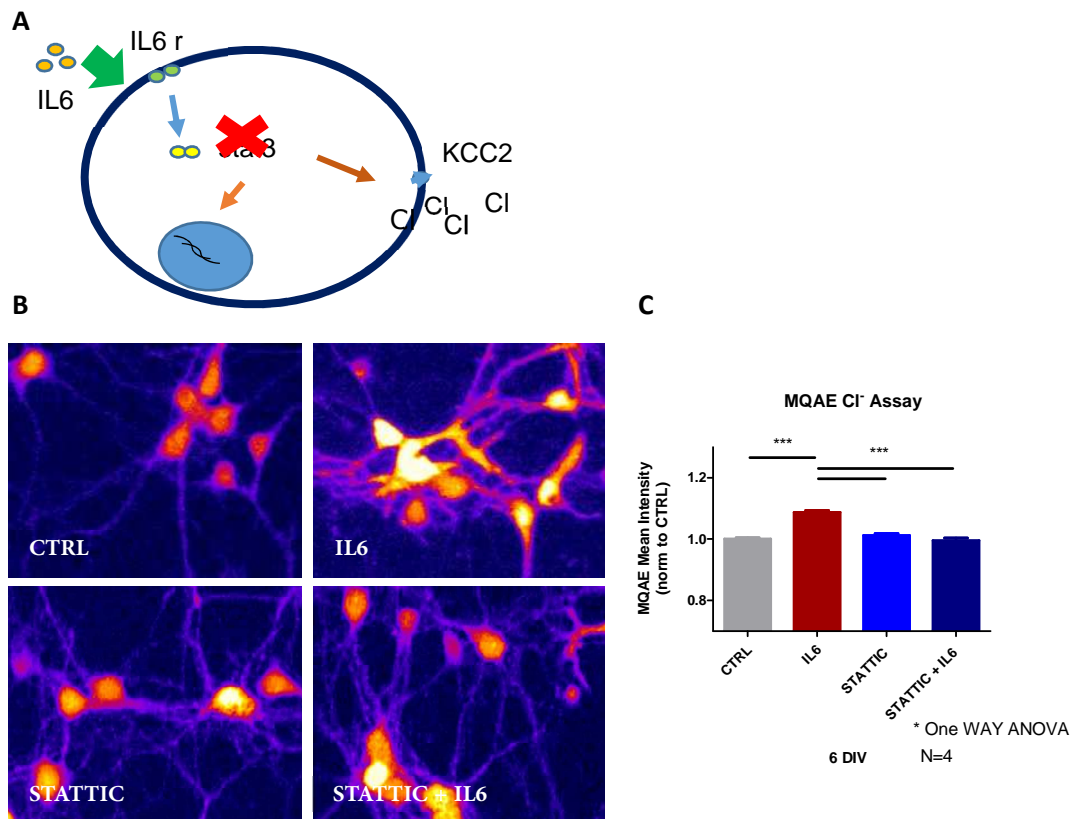 A
IL6 r
IL6
KCC2
Cl
Cl
Cl
Cl
B
C
CTRL
IL6
STATTIC
STATTIC + IL6
MQAE Cl- Assay
***
***
1.2
1.0
0.8
MQAE Mean Intensity
(norm to CTRL)
CTRL
IL6
STATTIC
STATTIC + IL6
* One WAY ANOVA
6 DIV
N=4